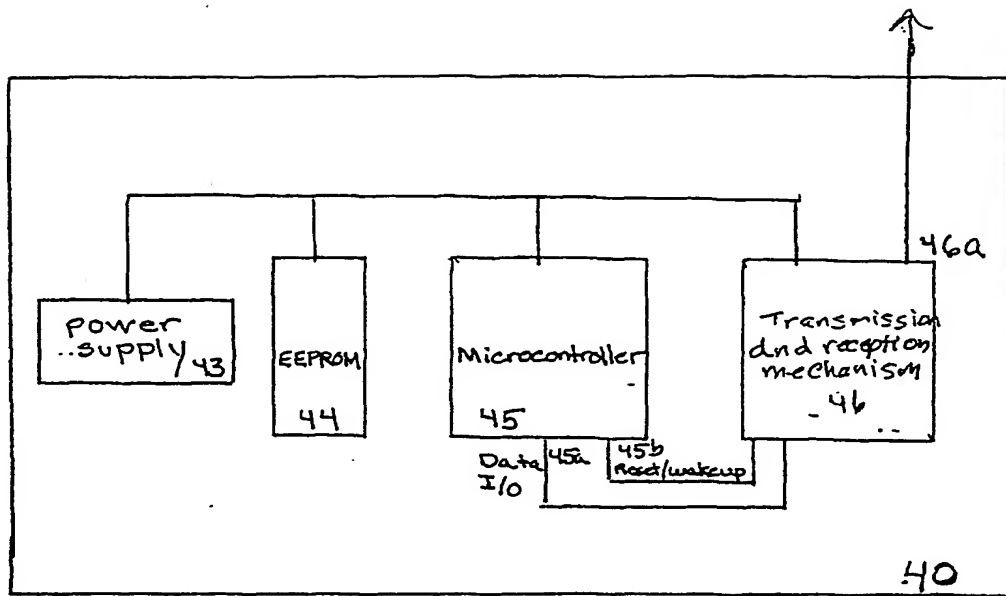 46a
power
supply 43
EEPROM
44
Microcontroller
45
Transmission
and reception
mechanism
46
Data
I/O
45a
45b
Reset/wakeup
40